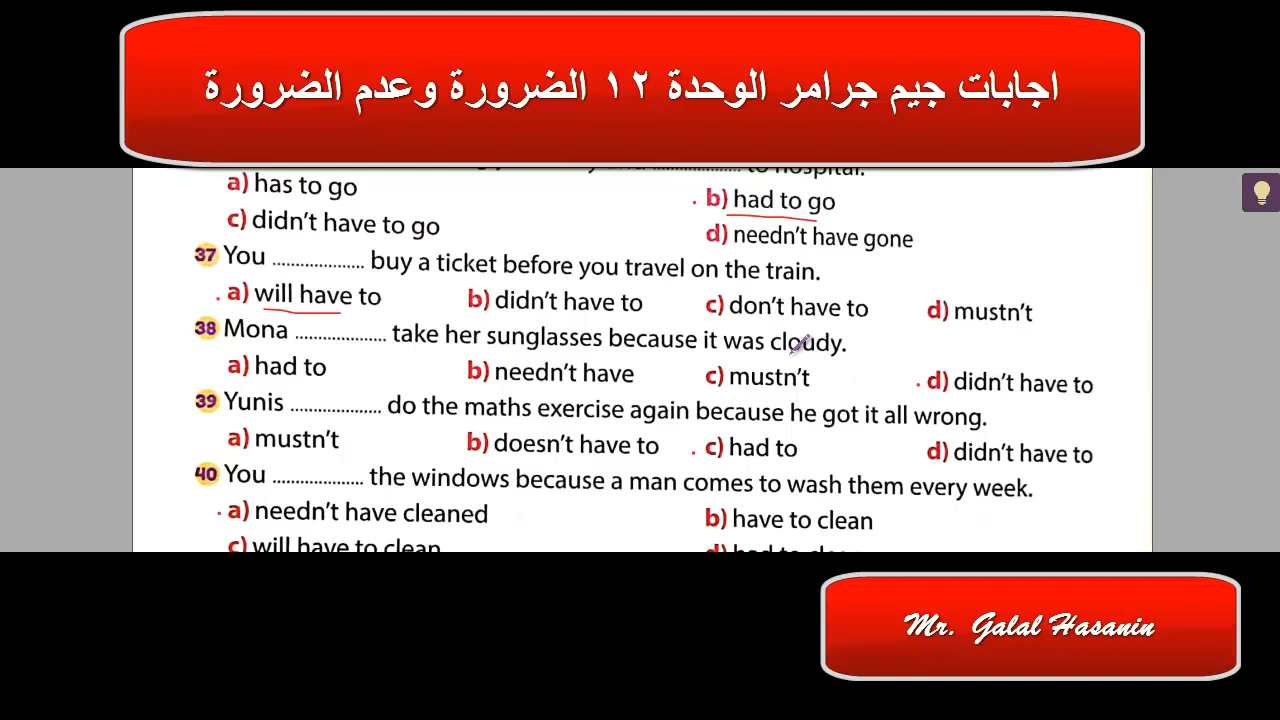 اجابات جيم جرامر الوحدة ١٢ الضرورة وعدم الضرورة
to hospital.
a) has to go b) had to go
c) didn't have to go d) needn't have gone
37 You ................... buy a ticket before you travel on the train.
a) will have to b) didn't have to c) don't have to d) mustn't
38 Mona ................... take her sunglasses because it was cloudy.
a) had to b) needn't have c) mustn't d) didn't have to
39 Yunis ................... do the maths exercise again because he got it all wrong.
a) mustn't b) doesn't have to c) had to d) didn't have to
40 You ................... the windows because a man comes to wash them every week.
a) needn't have cleaned b) have to clean
c) will have to clean d) had to
Mr. Galal Hasanin